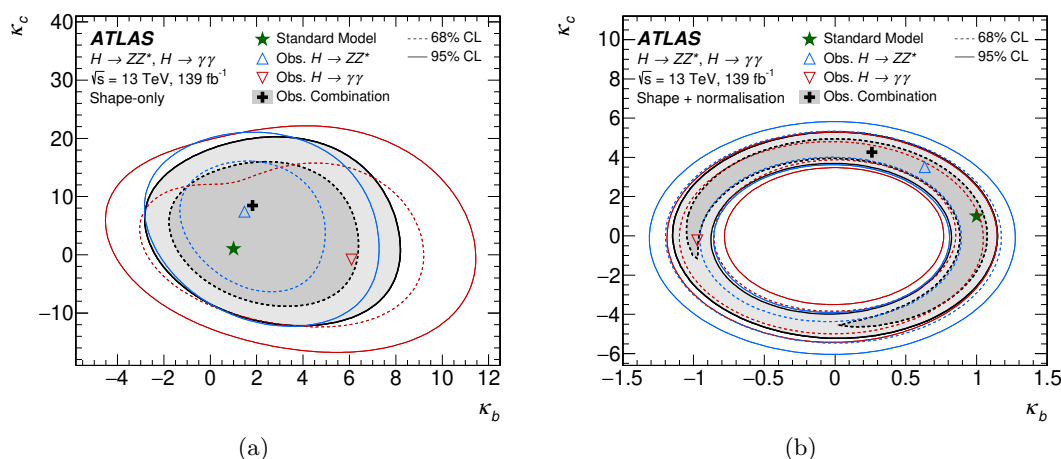 κc
ATLAS
H → ZZ*, H → γγ
√s = 13 TeV, 139 fb⁻¹
Shape-only
Standard Model
Obs. H → ZZ*
Obs. H → γγ
Obs. Combination
68% CL
95% CL
40
30
20
10
0
−10
−4 −2 0 2 4 6 8 10 12
κb
(a)
κc
ATLAS
H → ZZ*, H → γγ
√s = 13 TeV, 139 fb⁻¹
Shape + normalisation
Standard Model
Obs. H → ZZ*
Obs. H → γγ
Obs. Combination
68% CL
95% CL
10
8
6
4
2
0
−2
−4
−6
−1.5 −1 −0.5 0 0.5 1 1.5
κb
(b)